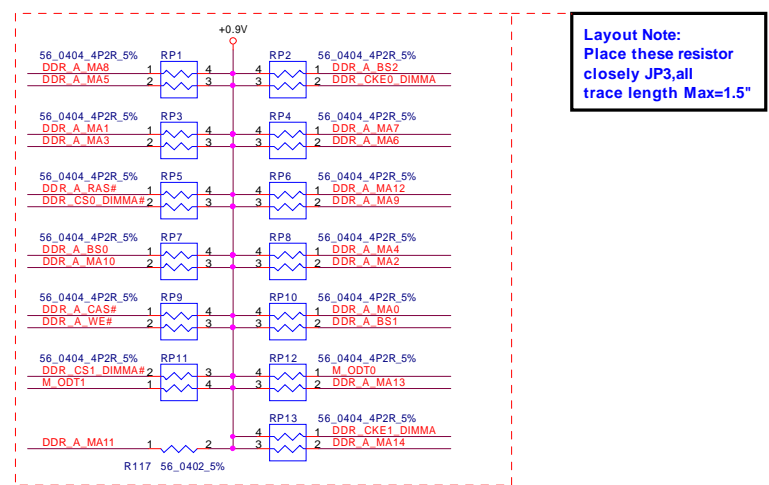 +0.9V
Layout Note:
Place these resistor
closely JP3,all
trace length Max=1.5"
56_0404_4P2R_5% RP1 RP2 56_0404_4P2R_5%
DDR_A_MA8 1 4 4 1 DDR_A_BS2
DDR_A_MA5 2 3 3 2 DDR_CKE0_DIMMA
56_0404_4P2R_5% RP3 RP4 56_0404_4P2R_5%
DDR_A_MA1 1 4 4 1 DDR_A_MA7
DDR_A_MA3 2 3 3 2 DDR_A_MA6
56_0404_4P2R_5% RP5 RP6 56_0404_4P2R_5%
DDR_A_RAS# 1 4 4 1 DDR_A_MA12
DDR_CS0_DIMMA# 2 3 3 2 DDR_A_MA9
56_0404_4P2R_5% RP7 RP8 56_0404_4P2R_5%
DDR_A_BS0 1 4 4 1 DDR_A_MA4
DDR_A_MA10 2 3 3 2 DDR_A_MA2
56_0404_4P2R_5% RP9 RP10 56_0404_4P2R_5%
DDR_A_CAS# 1 4 4 1 DDR_A_MA0
DDR_A_WE# 2 3 3 2 DDR_A_BS1
56_0404_4P2R_5% RP11 RP12 56_0404_4P2R_5%
DDR_CS1_DIMMA# 2 3 4 1 M_ODT0
M_ODT1 1 4 3 2 DDR_A_MA13
RP13 56_0404_4P2R_5%
4 1 DDR_CKE1_DIMMA
DDR_A_MA11 1 2 3 2 DDR_A_MA14
R117 56_0402_5%